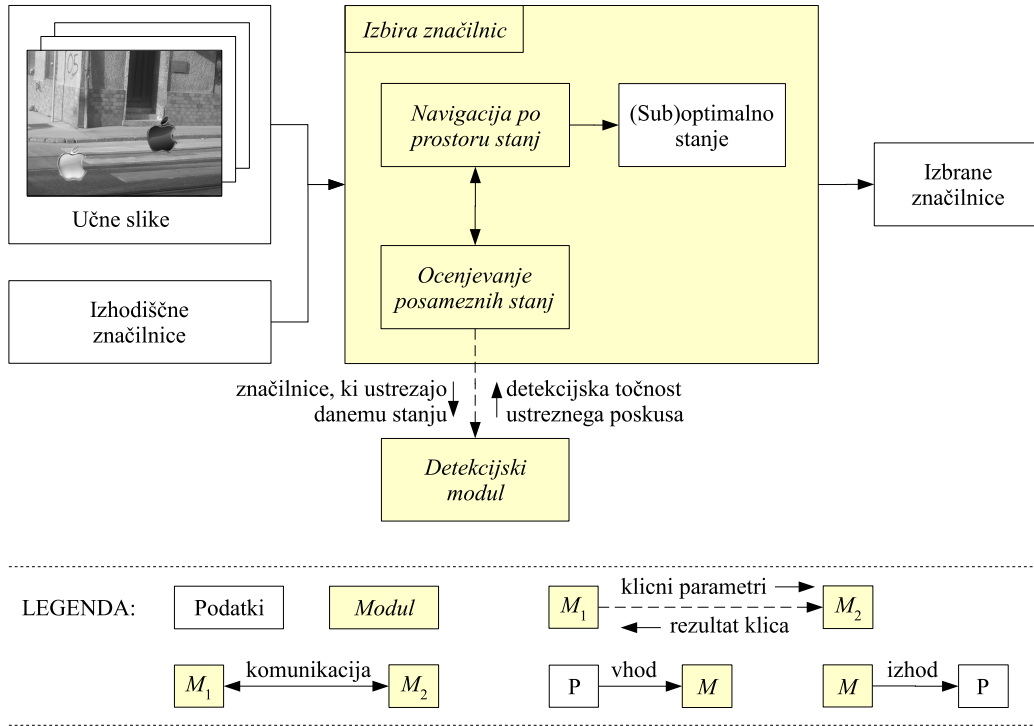 Izbira značilnic
Navigacija po
prostoru stanj
(Sub)optimalno
stanje
Učne slike
Izbrane
značilnice
Izhodiščne
značilnice
Ocenjevanje
posameznih stanj
značilnice, ki ustrezajo
danemu stanju
detekcijska točnost
ustreznega poskusa
Detekcijski
modul
LEGENDA:
Podatki
Modul
M1
klicni parametri
rezultat klica
M2
M1
komunikacija
M2
P
vhod
M
M
izhod
P